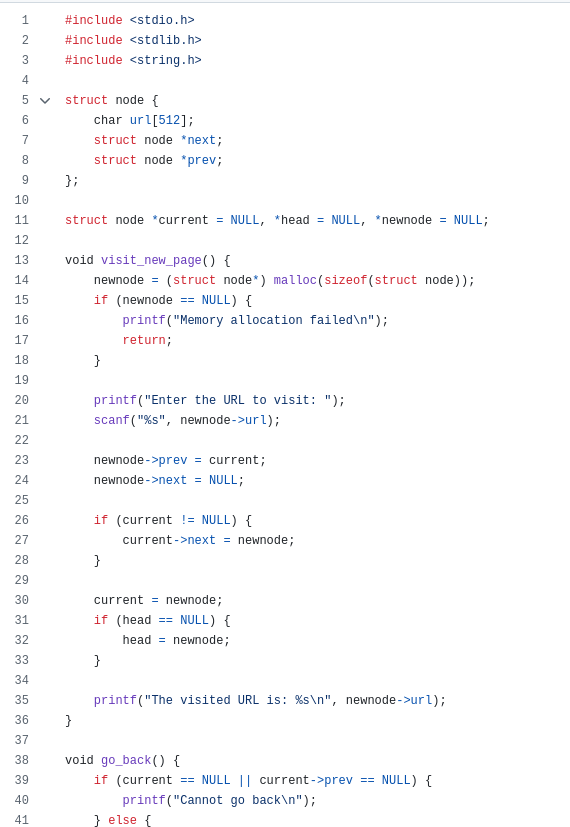 1 #include <stdio.h>
2 #include <stdlib.h>
3 #include <string.h>
4
5 struct node {
6     char url[512];
7     struct node *next;
8     struct node *prev;
9 };
10
11 struct node *current = NULL, *head = NULL, *newnode = NULL;
12
13 void visit_new_page() {
14     newnode = (struct node*) malloc(sizeof(struct node));
15     if (newnode == NULL) {
16         printf("Memory allocation failed\n");
17         return;
18     }
19
20     printf("Enter the URL to visit: ");
21     scanf("%s", newnode->url);
22
23     newnode->prev = current;
24     newnode->next = NULL;
25
26     if (current != NULL) {
27         current->next = newnode;
28     }
29
30     current = newnode;
31     if (head == NULL) {
32         head = newnode;
33     }
34
35     printf("The visited URL is: %s\n", newnode->url);
36 }
37
38 void go_back() {
39     if (current == NULL || current->prev == NULL) {
40         printf("Cannot go back\n");
41     } else {